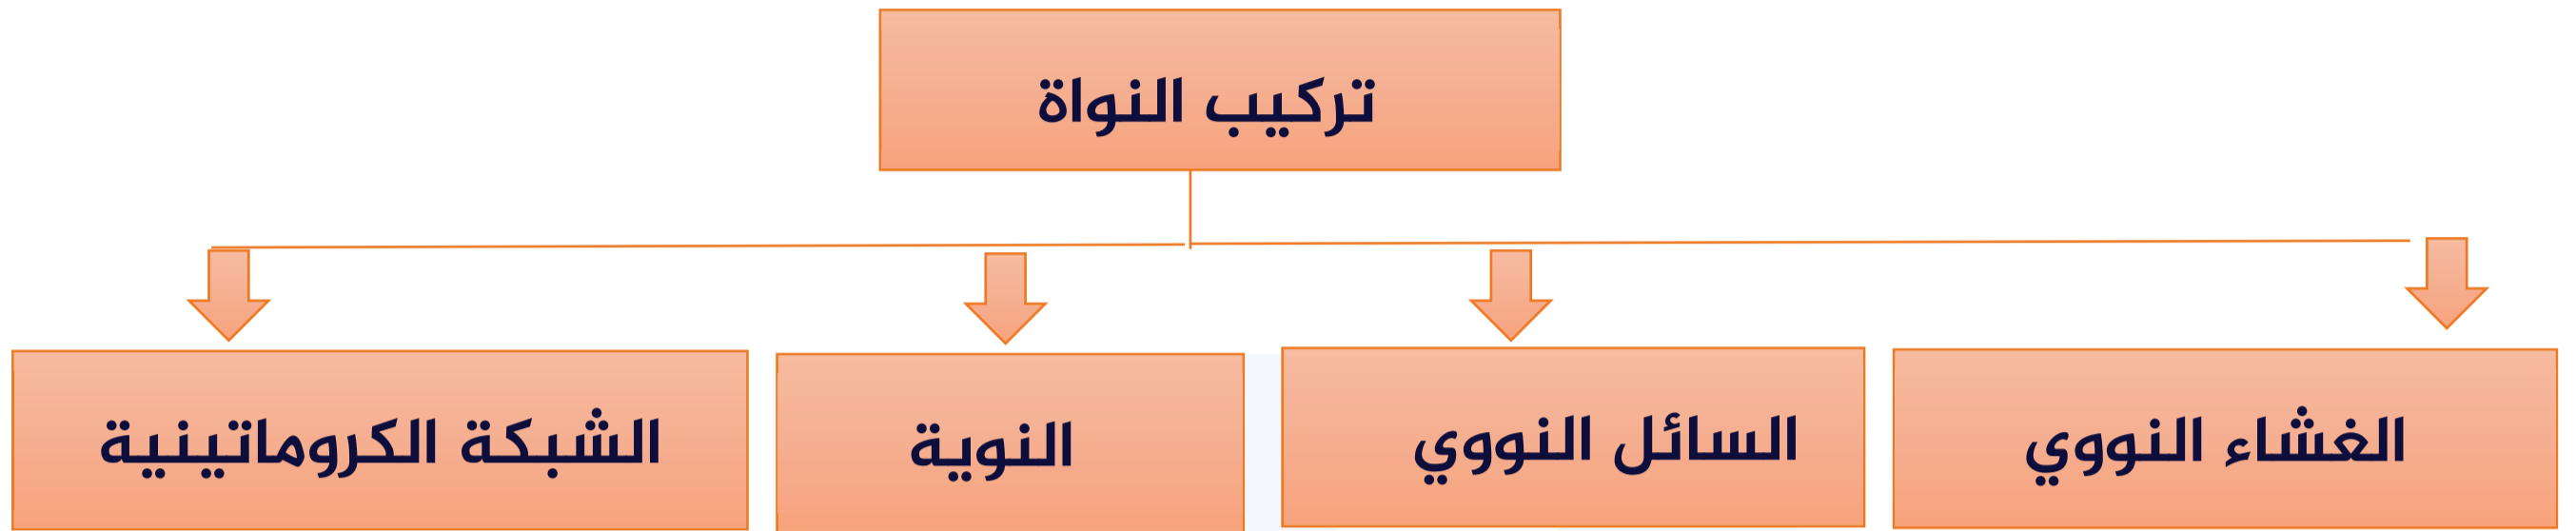 تركيب النواة
الغشاء النووي
السائل النووي
النوية
الشبكة الكروماتينية